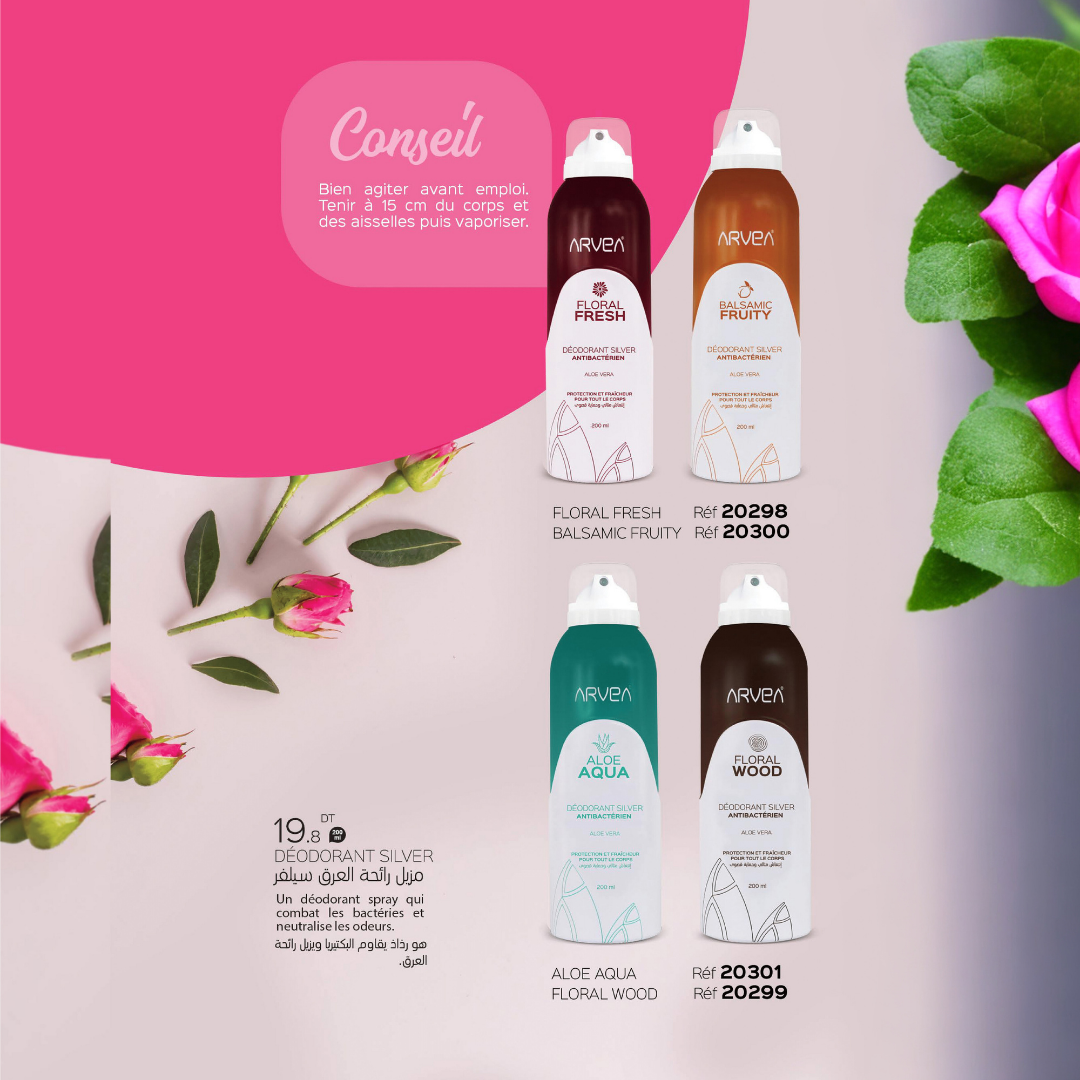 Conseil
Bien agiter avant emploi.
Tenir à 15 cm du corps et
des aisselles puis vaporiser.
ARVEA
FLORAL
FRESH
DÉODORANT SILVER
ANTIBACTÉRIEN
ALOE VERA
PROTECTION ET FRAÎCHEUR
POUR TOUT LE CORPS
200 ml
ARVEA
BALSAMIC
FRUITY
DÉODORANT SILVER
ANTIBACTÉRIEN
ALOE VERA
PROTECTION ET FRAÎCHEUR
POUR TOUT LE CORPS
200 ml
FLORAL FRESH Réf 20298
BALSAMIC FRUITY Réf 20300
ARVEA
ALOE
AQUA
DÉODORANT SILVER
ANTIBACTÉRIEN
ALOE VERA
PROTECTION ET FRAÎCHEUR
POUR TOUT LE CORPS
200 ml
ARVEA
FLORAL
WOOD
DÉODORANT SILVER
ANTIBACTÉRIEN
ALOE VERA
PROTECTION ET FRAÎCHEUR
POUR TOUT LE CORPS
200 ml
ALOE AQUA Réf 20301
FLORAL WOOD Réf 20299
19.8 DT 200 ml
DÉODORANT SILVER
مزيل رائحة العرق سيلفر
Un déodorant spray qui
combat les bactéries et
neutralise les odeurs.
هو رذاذ يقاوم البكتيريا ويزيل رائحة
العرق.